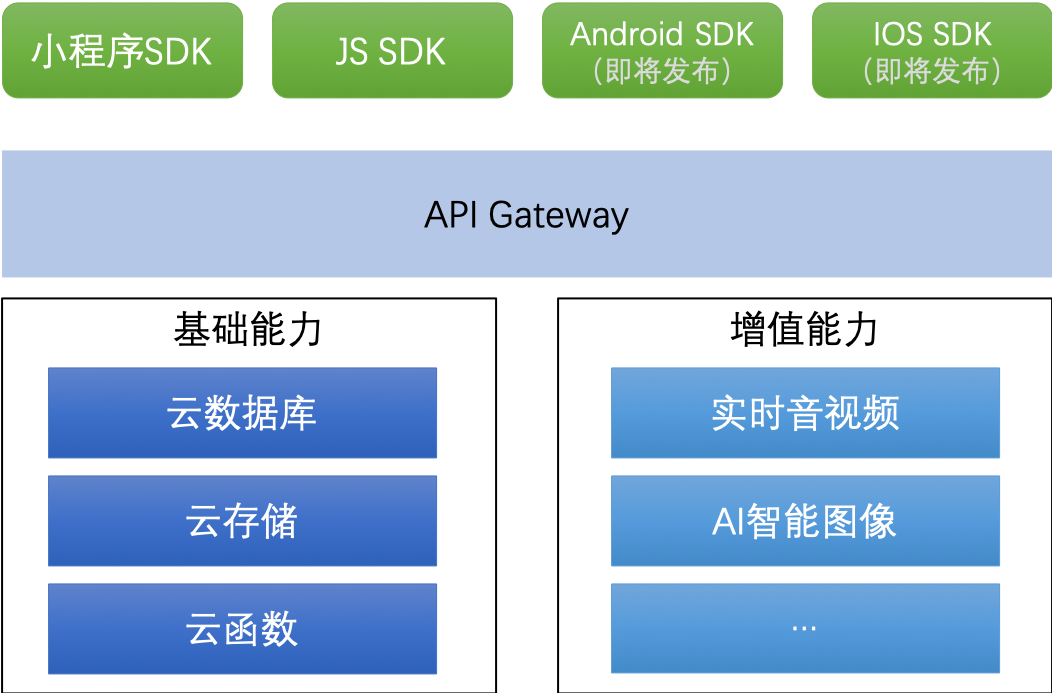 小程序SDK
JS SDK
Android SDK
（即将发布）
IOS SDK
（即将发布）
API Gateway
基础能力
云数据库
云存储
云函数
增值能力
实时音视频
AI智能图像
...